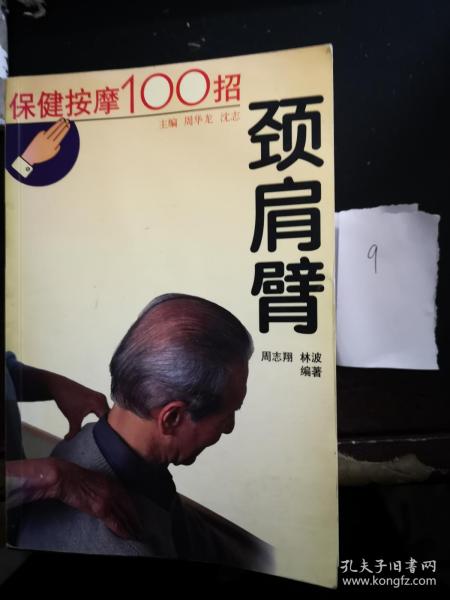 保健按摩100招
主编 周华龙 沈志
颈肩臂
周志翔 林波
编著
9
孔夫子旧书网
www.kongfz.com